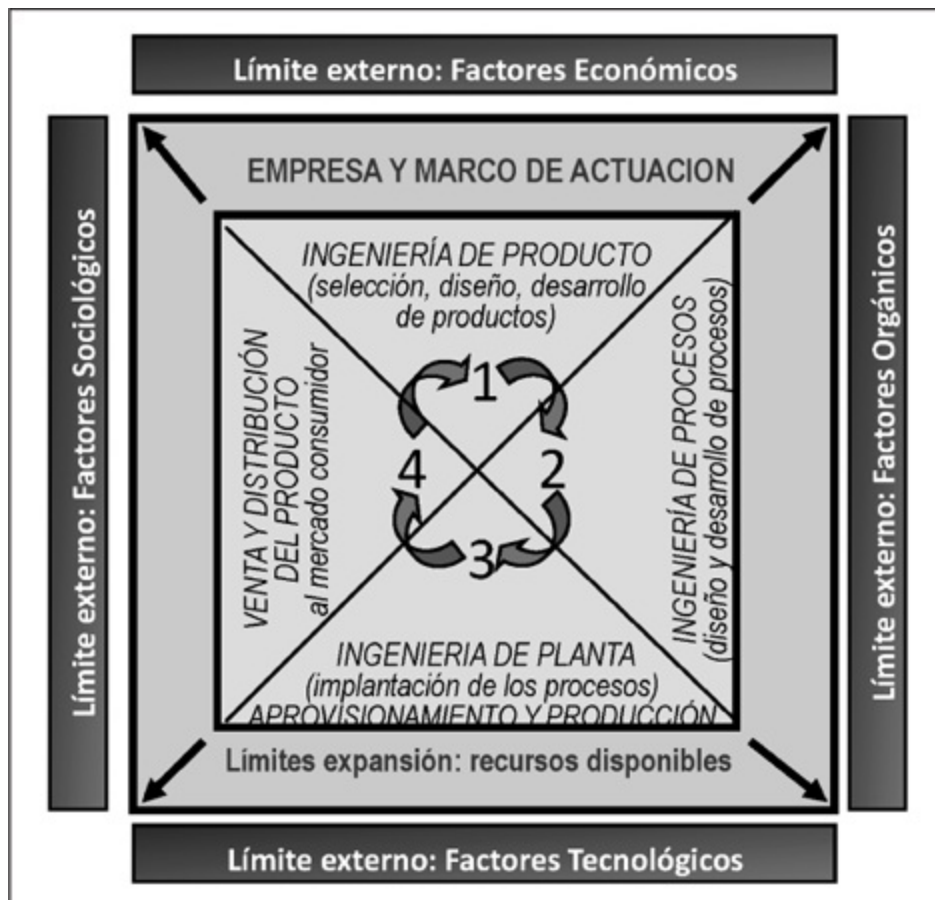 Límite externo: Factores Económicos
Límite externo: Factores Sociológicos
EMPRESA Y MARCO DE ACTUACION
INGENIERÍA DE PRODUCTO
(selección, diseño, desarrollo
de productos)
1
2
3
4
INGENIERÍA DE PROCESOS
(diseño y desarrollo de procesos)
INGENIERIA DE PLANTA
(implantación de los procesos)
APROVISIONAMIENTO Y PRODUCCIÓN
VENTA Y DISTRIBUCIÓN
DEL PRODUCTO
al mercado consumidor
Límites expansión: recursos disponibles
Límite externo: Factores Orgánicos
Límite externo: Factores Tecnológicos